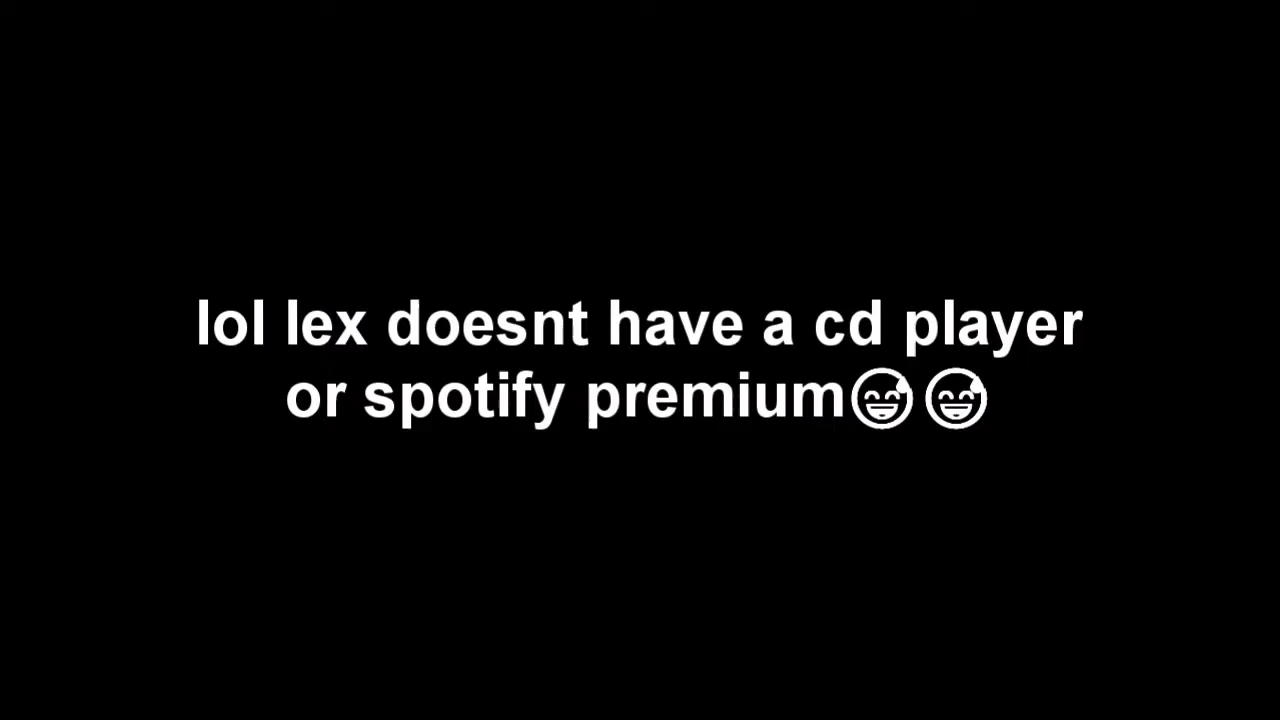 lol lex doesnt have a cd player
or spotify premium😅😅